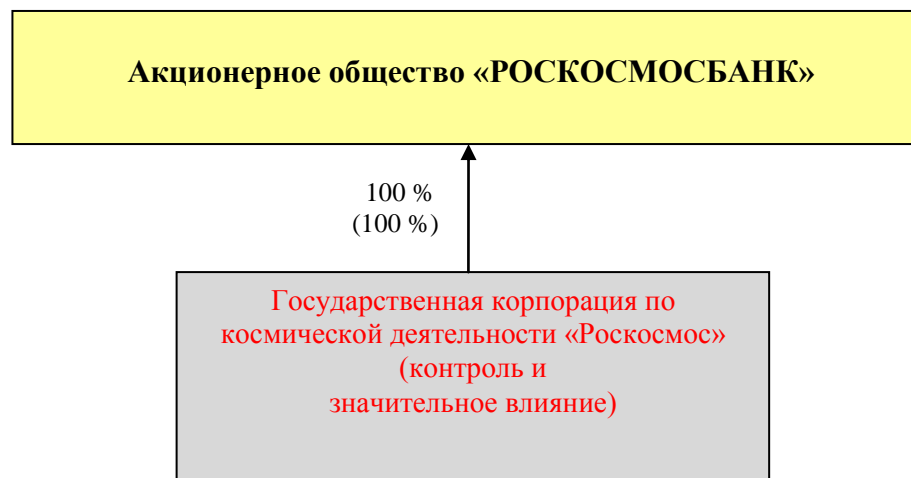 Акционерное общество «РОСКОСМОСБАНК»
100 %
(100 %)
Государственная корпорация по
космической деятельности «Роскосмос»
(контроль и
значительное влияние)